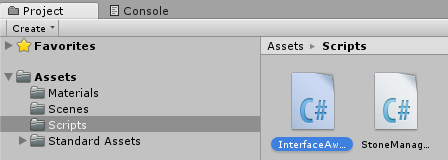 Project Console
Create
Favorites
Assets ▸ Scripts
Assets
Materials
Scenes
Scripts
Standard Assets
C# C#
InterfaceAw... StoneManag...